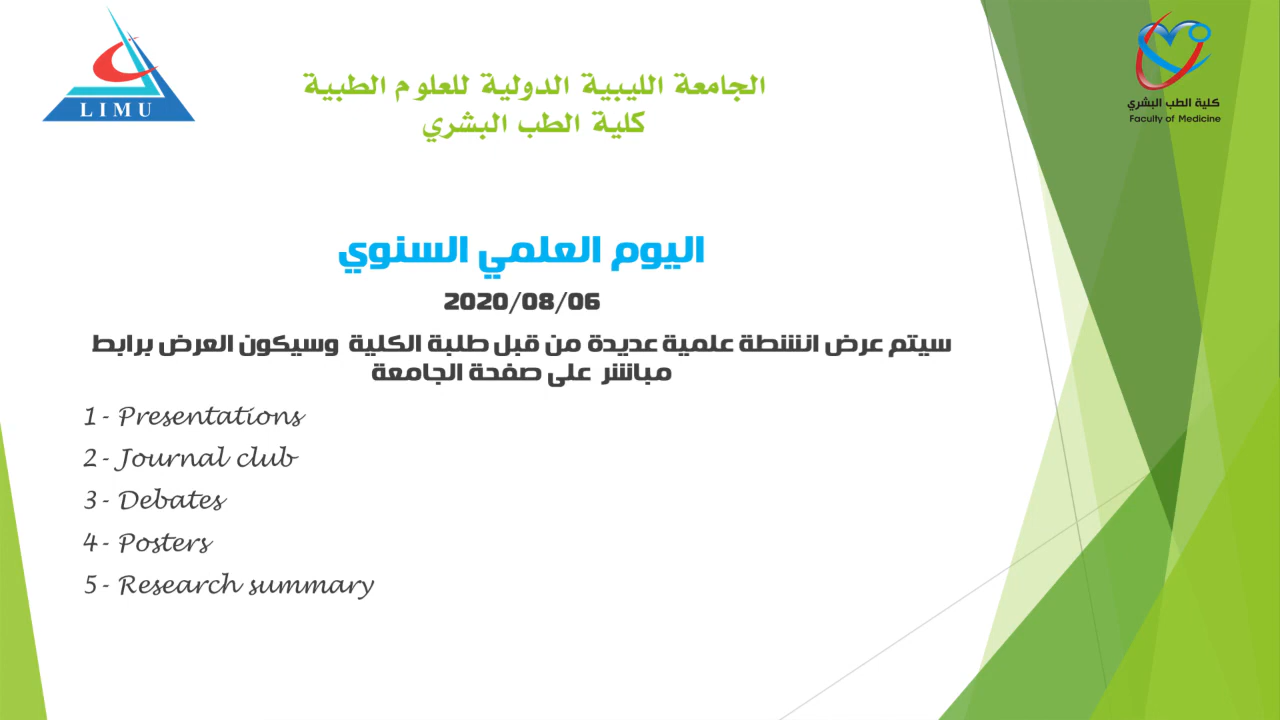 LIMU
الجامعة الليبية الدولية للعلوم الطبية
كلية الطب البشري
كلية الطب البشري
Faculty of Medicine
اليوم العلمي السنوي
2020/08/06
سيتم عرض انشطة علمية عديدة من قبل طلبة الكلية وسيكون العرض برابط
مباشر على صفحة الجامعة
1- Presentations
2- Journal club
3- Debates
4- Posters
5- Research summary